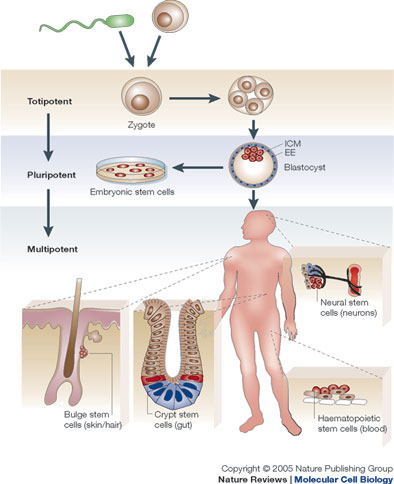 Totipotent
Zygote
ICM
EE
Blastocyst
Pluripotent
Embryonic stem cells
Multipotent
Neural stem
cells (neurons)
Bulge stem
cells (skin/hair)
Crypt stem
cells (gut)
Haematopoietic
stem cells (blood)
Copyright © 2005 Nature Publishing Group
Nature Reviews | Molecular Cell Biology